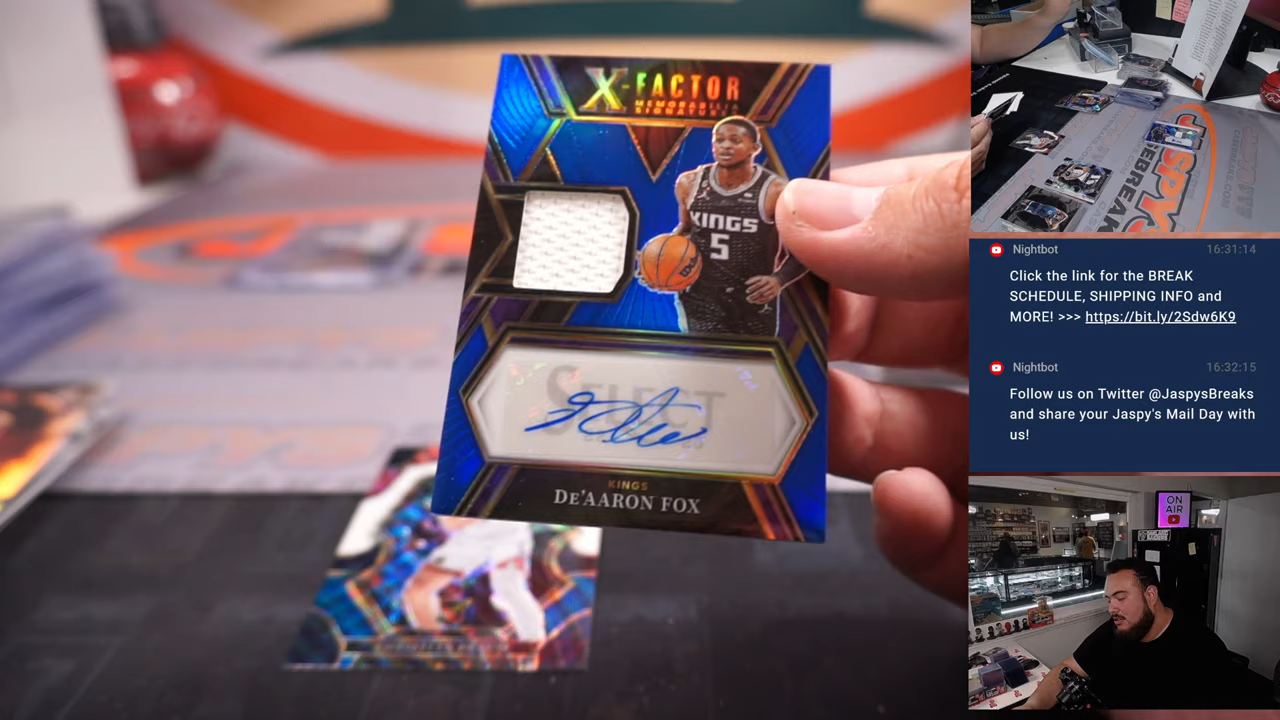 X-FACTOR
MEMORABILIA
SIGNATURES
KINGS
5
SELECT
KINGS
DE'AARON FOX
Nightbot 16:31:14
Click the link for the BREAK
SCHEDULE, SHIPPING INFO and
MORE! >>> https://bit.ly/2Sdw6K9
Nightbot 16:32:15
Follow us on Twitter @JaspysBreaks
and share your Jaspy's Mail Day with
us!
ON
AIR